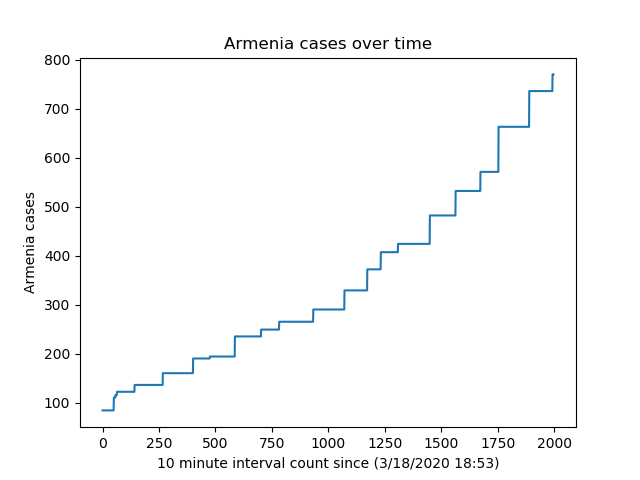 Armenia cases over time
800
700
600
500
400
300
200
100
Armenia cases
0 250 500 750 1000 1250 1500 1750 2000
10 minute interval count since (3/18/2020 18:53)